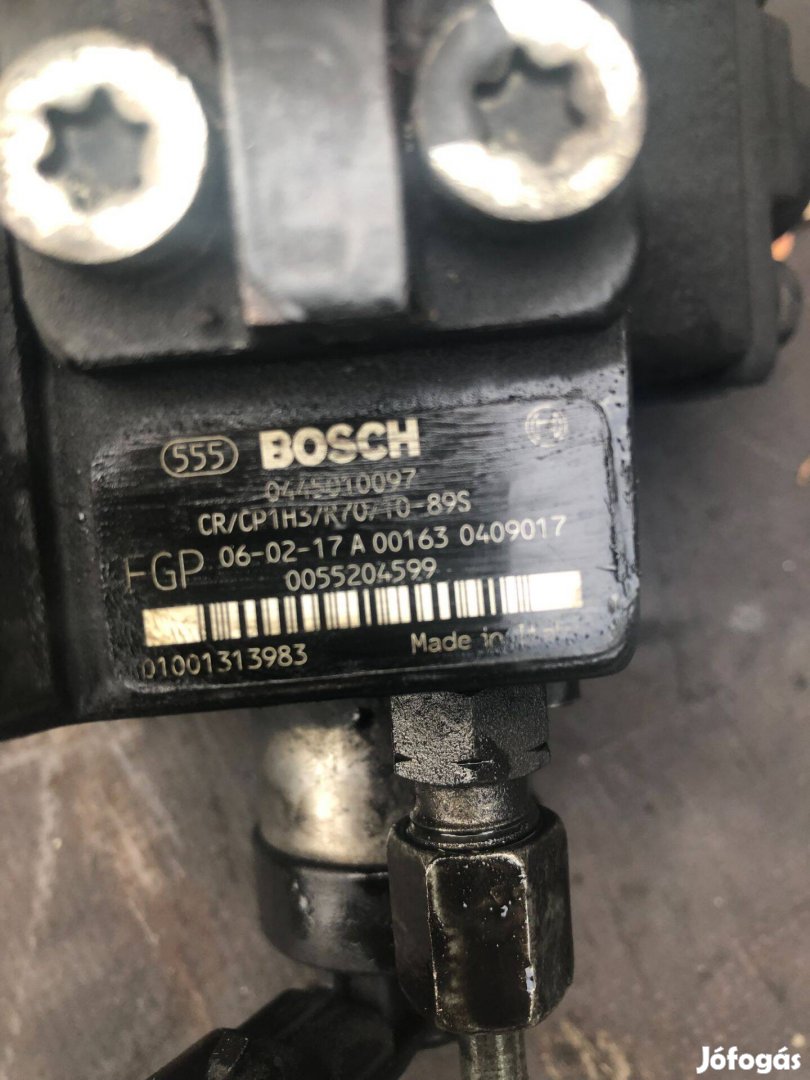 555 BOSCH
0445010097
CR/CP1H3/R70/10-89S
FGP 06-02-17 A 00163 0409017
0055204599
01001313983 Made in
Jófogás